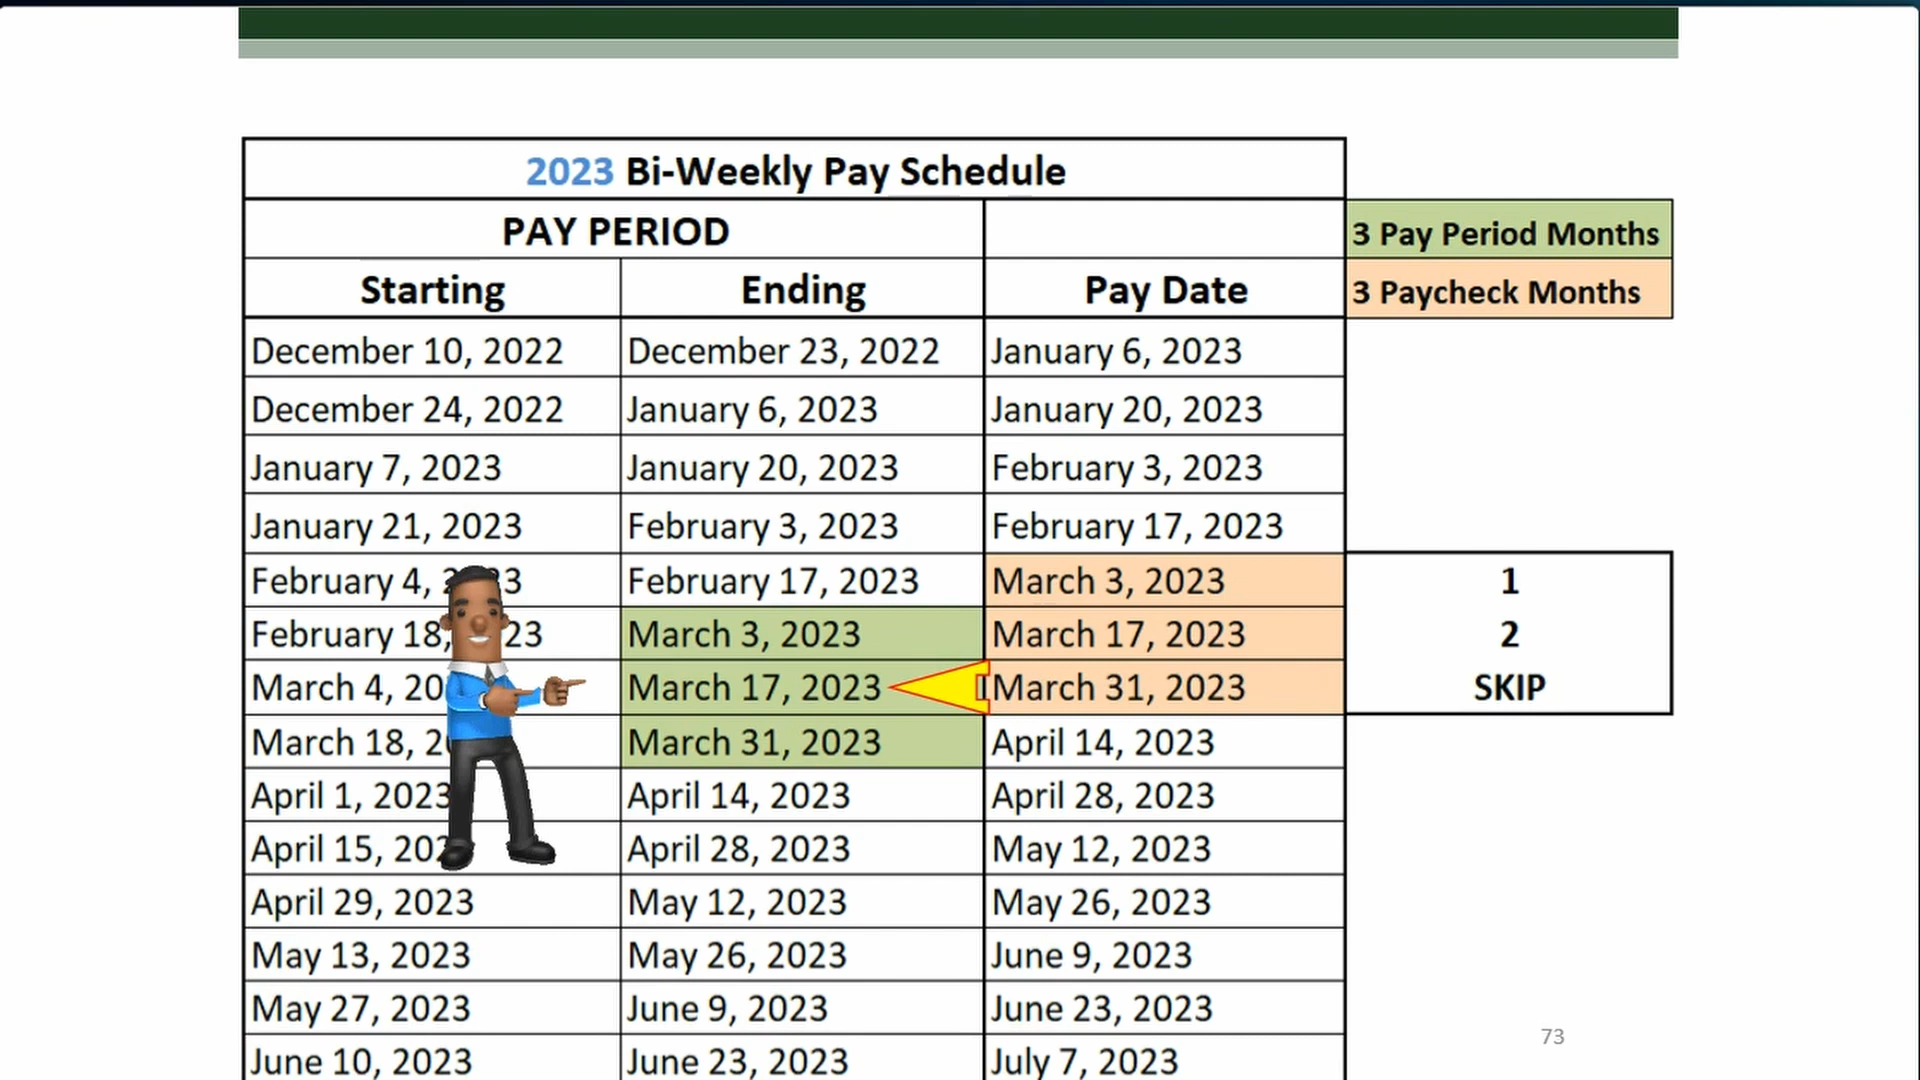 2023 Bi-Weekly Pay Schedule
PAY PERIOD
3 Pay Period Months
Starting Ending Pay Date 3 Paycheck Months
December 10, 2022 December 23, 2022 January 6, 2023
December 24, 2022 January 6, 2023 January 20, 2023
January 7, 2023 January 20, 2023 February 3, 2023
January 21, 2023 February 3, 2023 February 17, 2023
February 4, February 17, 2023 March 3, 2023 1
February 18, March 3, 2023 March 17, 2023 2
March 4, March 17, 2023 March 31, 2023 SKIP
March 18, March 31, 2023 April 14, 2023
April 1, 2023 April 14, 2023 April 28, 2023
April 15, April 28, 2023 May 12, 2023
April 29, 2023 May 12, 2023 May 26, 2023
May 13, 2023 May 26, 2023 June 9, 2023
May 27, 2023 June 9, 2023 June 23, 2023
June 10, 2023 June 23, 2023 July 7, 2023
73